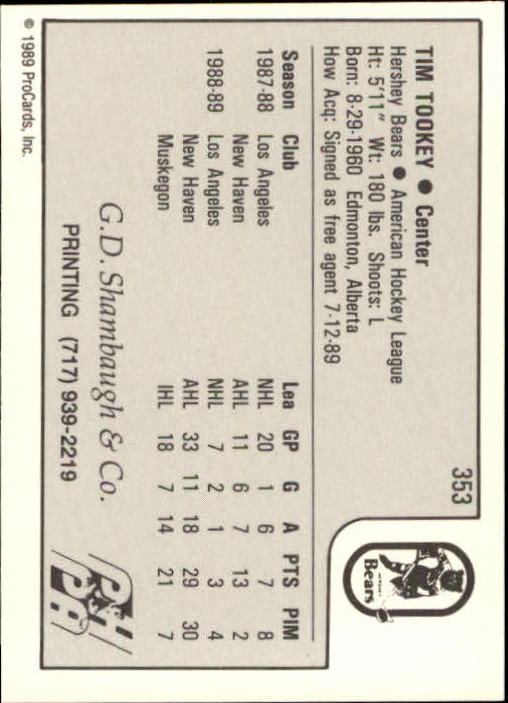 353
TIM TOOKEY ● Center
Hershey Bears ● American Hockey League
Ht: 5'11" Wt: 180 lbs. Shoots: L
Born: 8-29-1960 Edmonton, Alberta
How Acq: Signed as free agent 7-12-89
Bears
Season Club Lea GP G A PTS PIM
1987-88 Los Angeles NHL 20 1 6 7 8
New Haven AHL 11 6 7 13 2
1988-89 Los Angeles NHL 7 2 1 3 4
New Haven AHL 33 11 18 29 30
Muskegon IHL 18 7 14 21 7
G.D. Shambaugh & Co.
PRINTING (717) 939-2219
© 1989 ProCards, Inc.